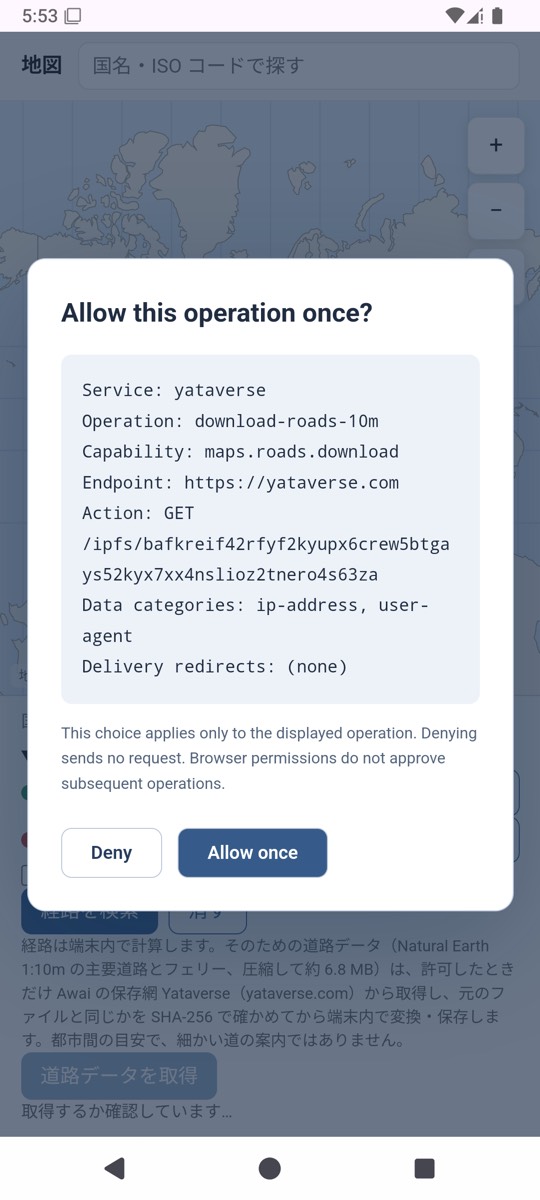 5:53
地図
国名・ISO コードで探す
+
−
Allow this operation once?
Service: yataverse
Operation: download-roads-10m
Capability: maps.roads.download
Endpoint: https://yataverse.com
Action: GET
/ipfs/bafkreif42rfyf2kyupx6crew5btga
ys52kyx7xx4nslioz2tnero4s63za
Data categories: ip-address, user-
agent
Delivery redirects: (none)
This choice applies only to the displayed operation. Denying
sends no request. Browser permissions do not approve
subsequent operations.
Deny
Allow once
経路を検索
消す
経路は端末内で計算します。そのための道路データ（Natural Earth
1:10m の主要道路とフェリー、圧縮して約 6.8 MB）は、許可したとき
だけ Awai の保存網 Yataverse（yataverse.com）から取得し、元のフ
ァイルと同じかを SHA-256 で確かめてから端末内で変換・保存しま
す。都市間の目安で、細かい道の案内ではありません。
道路データを取得
取得するか確認しています…